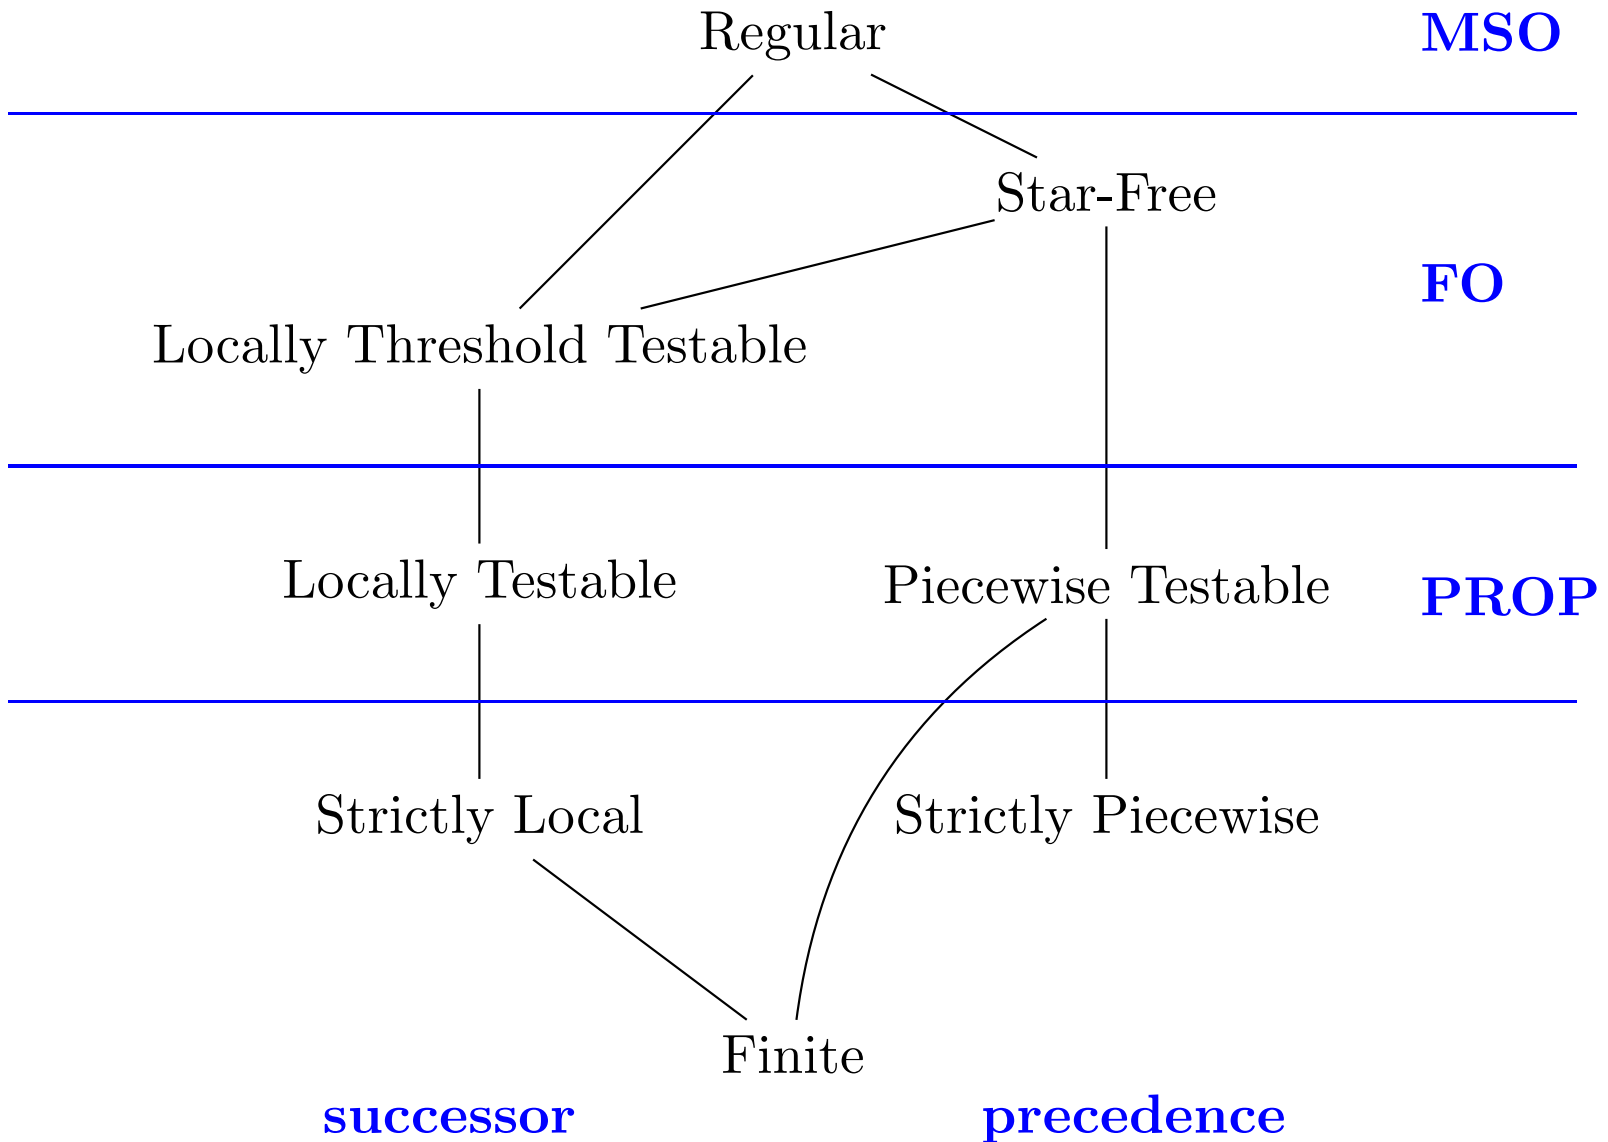 Regular
MSO
Star-Free
FO
Locally Threshold Testable
Locally Testable
Piecewise Testable
PROP
Strictly Local
Strictly Piecewise
Finite
successor
precedence